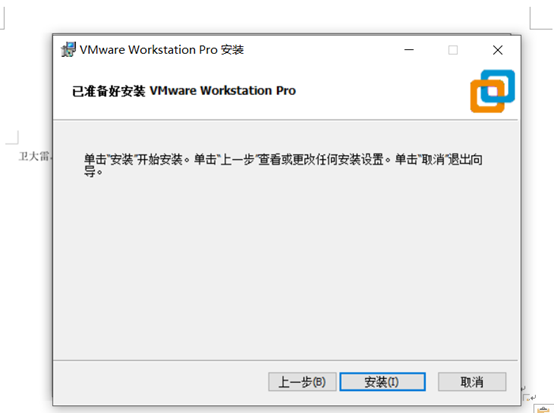 VMware Workstation Pro 安装
已准备好安装 VMware Workstation Pro
卫大雷
单击"安装"开始安装。单击"上一步"查看或更改任何安装设置。单击"取消"退出向
导。
上一步(B) 安装(I) 取消